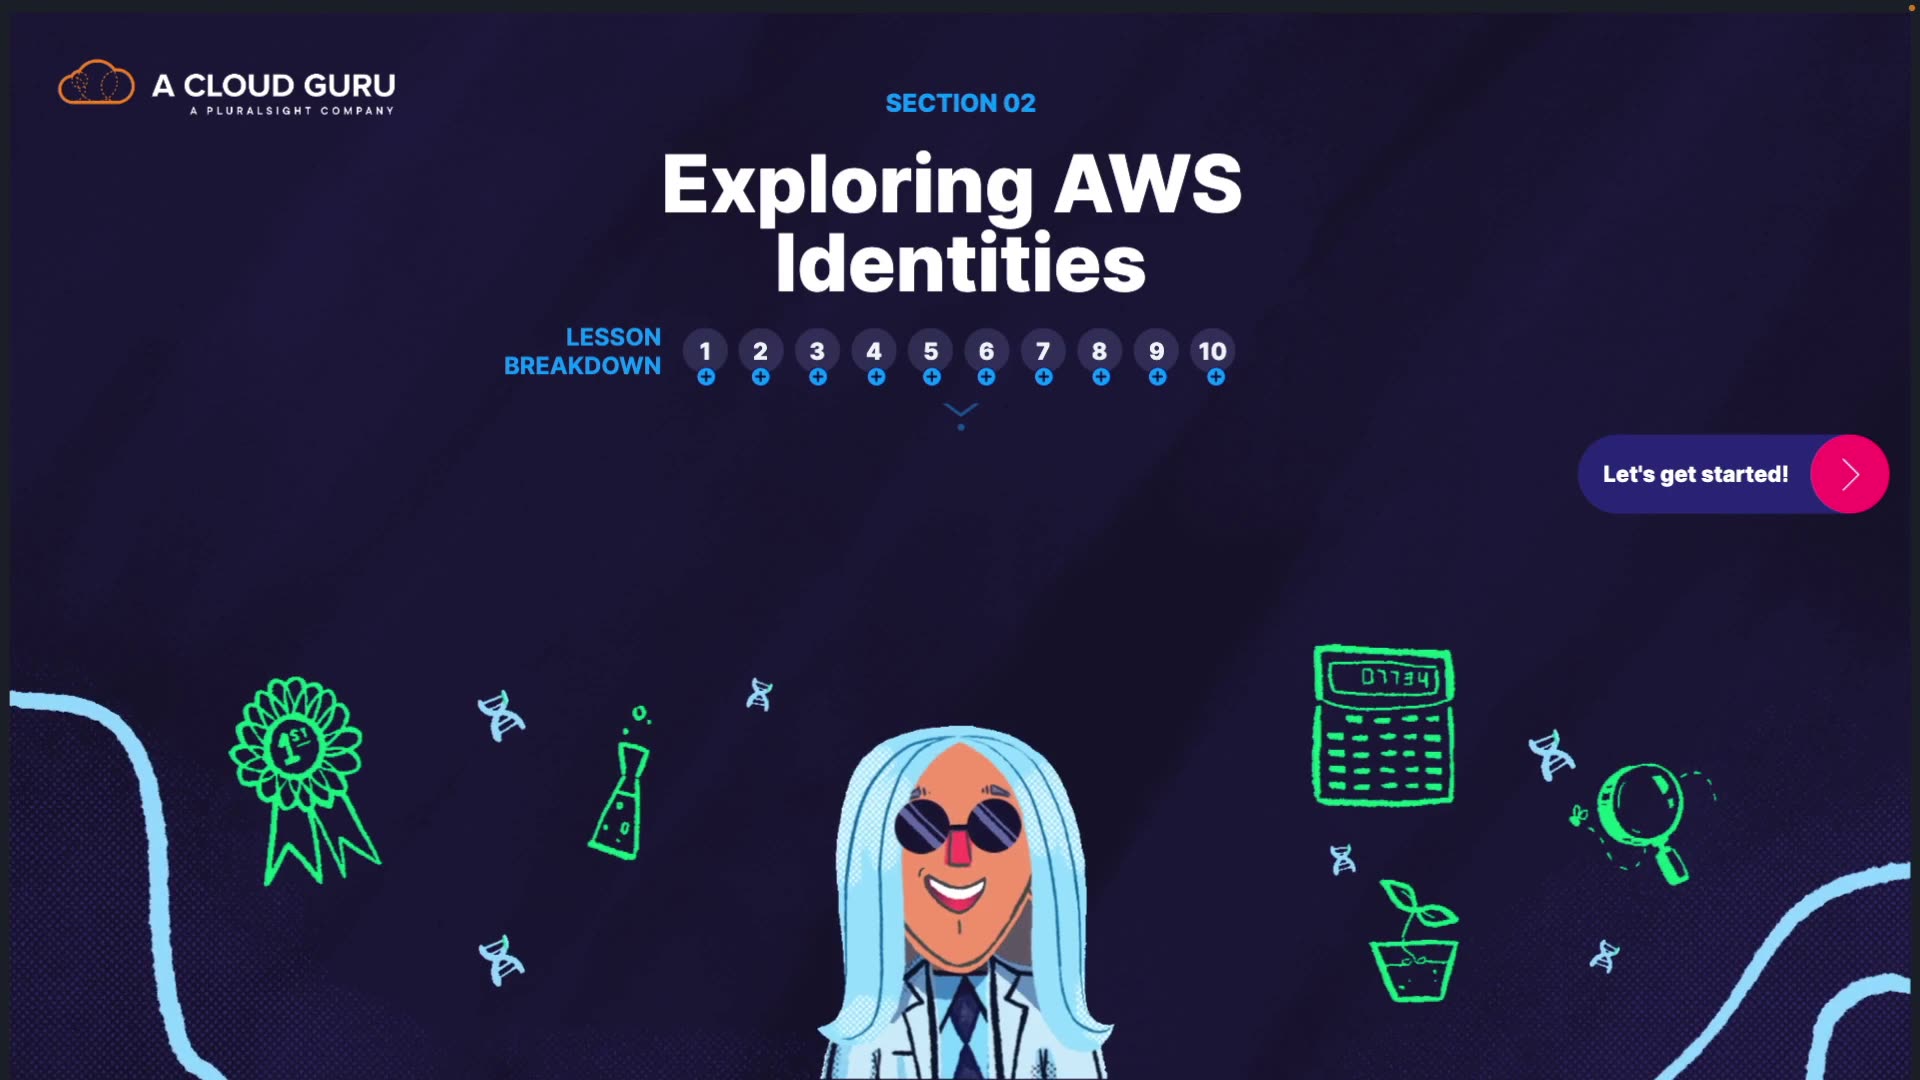 A CLOUD GURU
A PLURALSIGHT COMPANY
SECTION 02
Exploring AWS
Identities
LESSON
BREAKDOWN
1 2 3 4 5 6 7 8 9 10
Let's get started!
1ST
07734